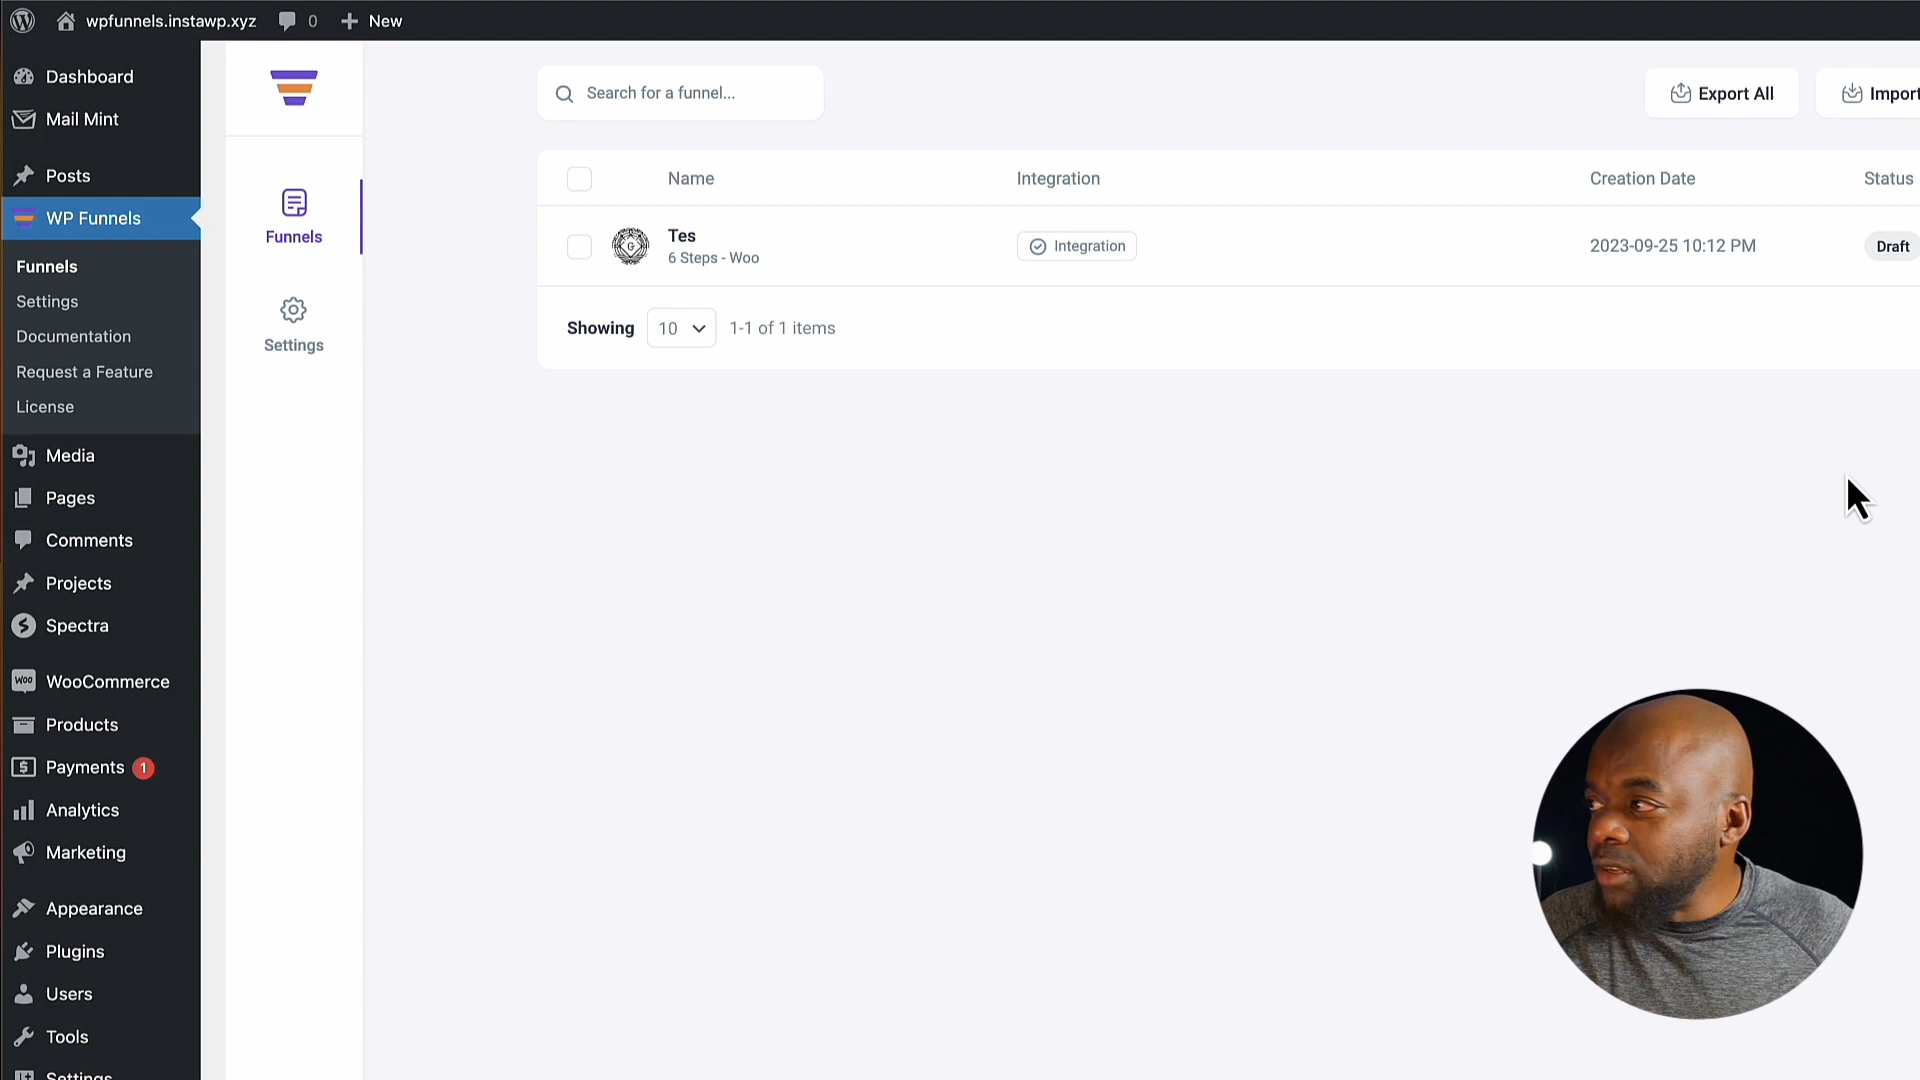 wpfunnels.instawp.xyz 0 New
Dashboard
Mail Mint
Posts
WP Funnels
Funnels
Settings
Documentation
Request a Feature
License
Media
Pages
Comments
Projects
Spectra
Woo WooCommerce
Products
Payments 1
Analytics
Marketing
Appearance
Plugins
Users
Tools
Settings
Funnels
Settings
Search for a funnel...
Export All
Import
Name Integration Creation Date Status
Tes
6 Steps - Woo
Integration
2023-09-25 10:12 PM
Draft
Showing 10 1-1 of 1 items